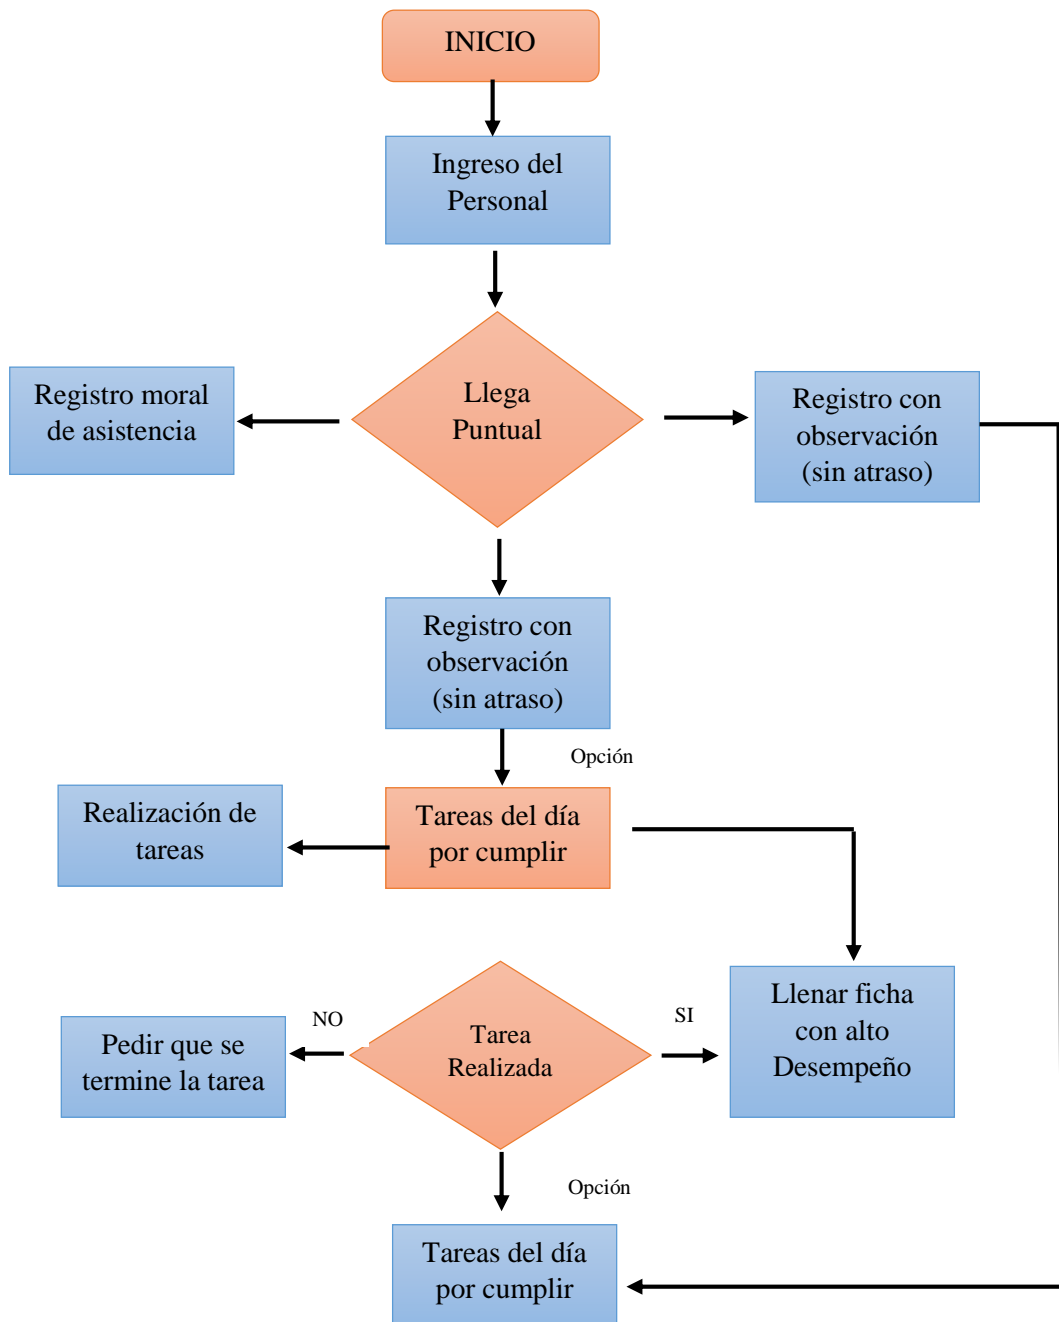 INICIO
Ingreso del
Personal
Llega
Puntual
Registro moral
de asistencia
Registro con
observación
(sin atraso)
Registro con
observación
(sin atraso)
Opción
Tareas del día
por cumplir
Realización de
tareas
Llenar ficha
con alto
Desempeño
Tarea
Realizada
NO
SI
Pedir que se
termine la tarea
Opción
Tareas del día
por cumplir